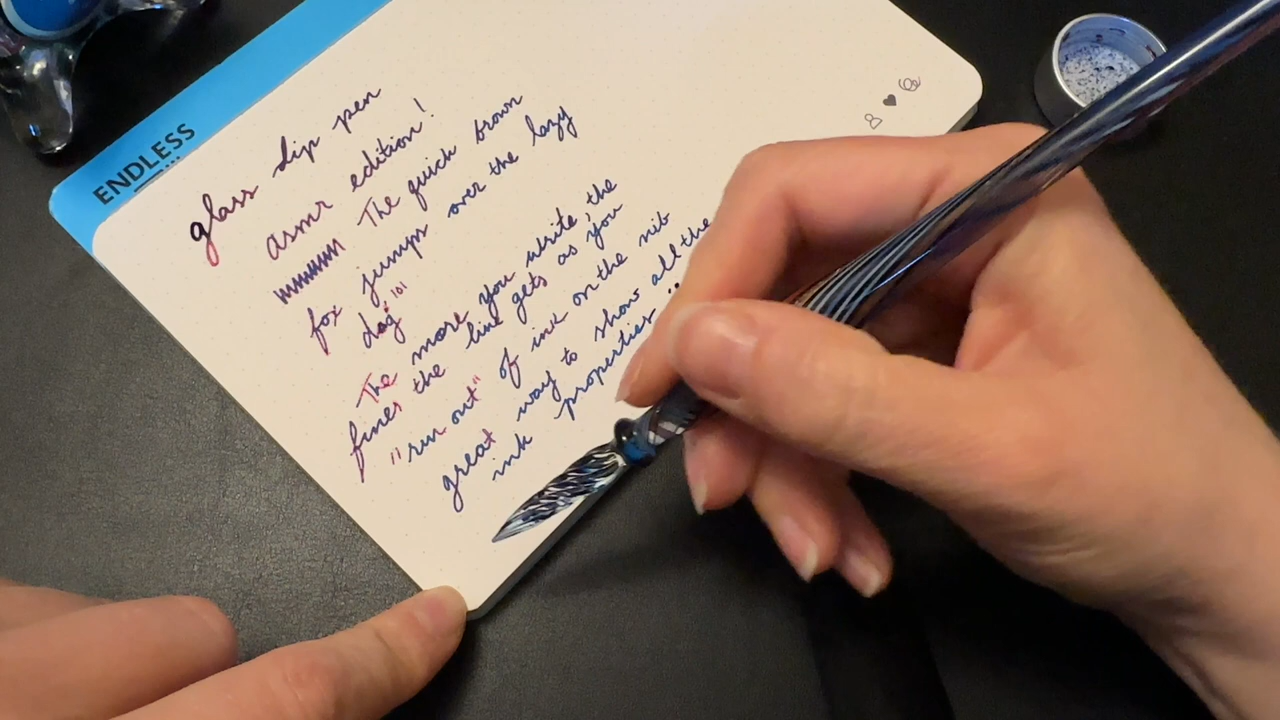 ENDLESS
glass dip pen
asmr edition!
The quick brown
fox jumps over the lazy
dog "101"
The more you write, the
fines the line gets as you
"run out" of ink on the nib
great way to show all the
ink properties..